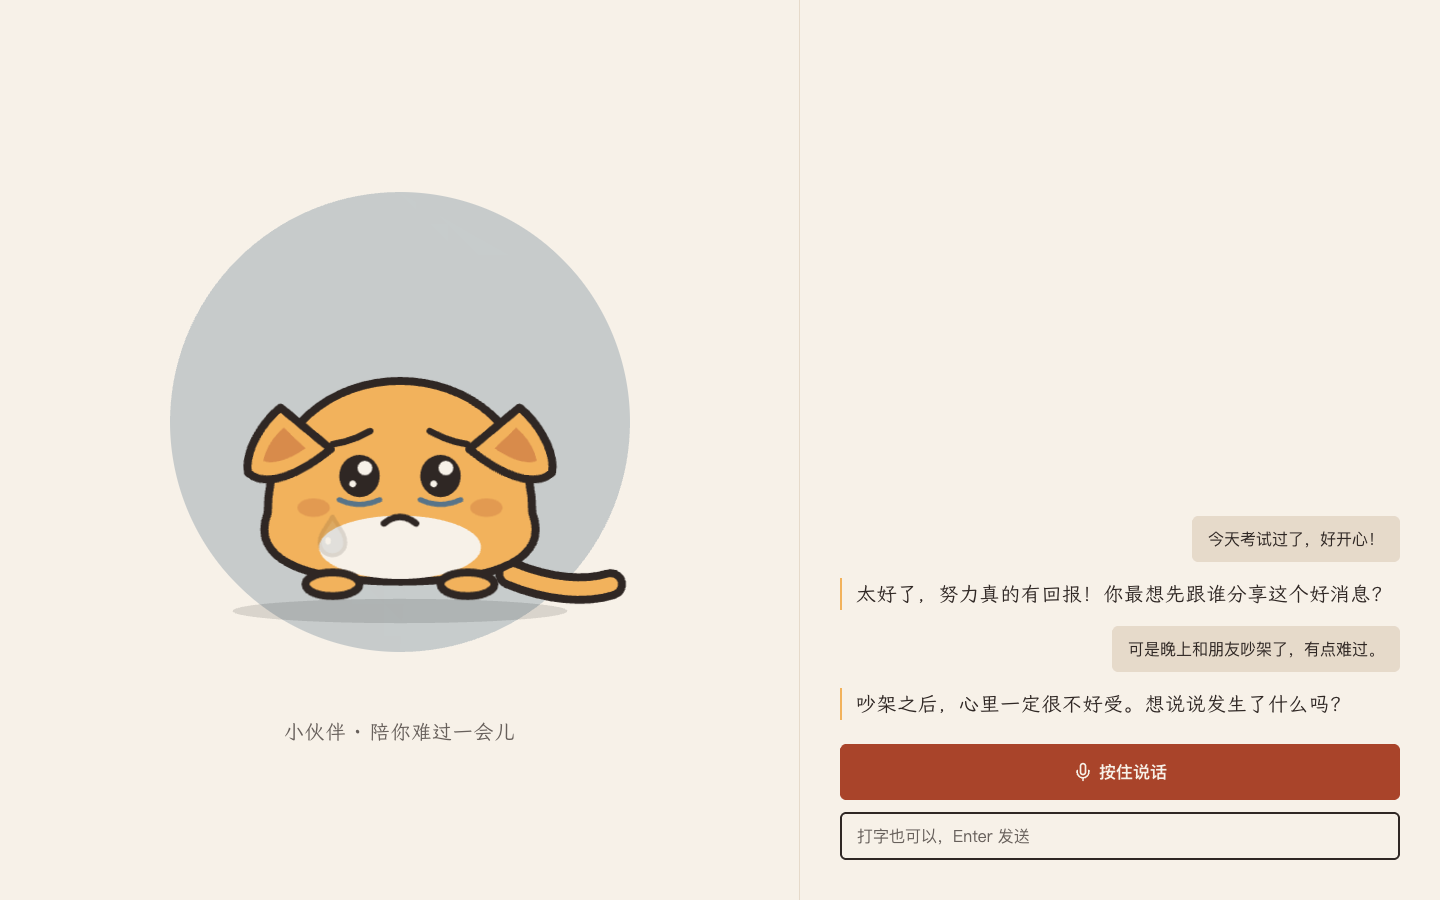 小伙伴·陪你难过一会儿
今天考试过了，好开心！
太好了，努力真的有回报！你最想先跟谁分享这个好消息？
可是晚上和朋友吵架了，有点难过。
吵架之后，心里一定很不好受。想说说发生了什么吗？
按住说话
打字也可以，Enter 发送